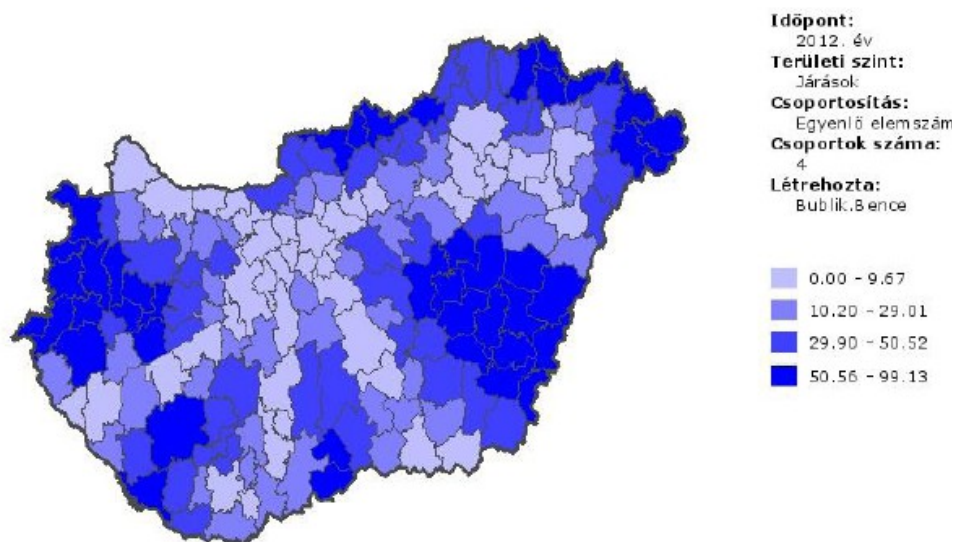 Időpont:
2012. év
Területi szint:
Járások
Csoportosítás:
Egyenlő elemszám
Csoportok száma:
4
Létrehozta:
Bublik.Bence
0.00 - 9.67
10.20 - 29.01
29.90 - 50.52
50.56 - 99.13